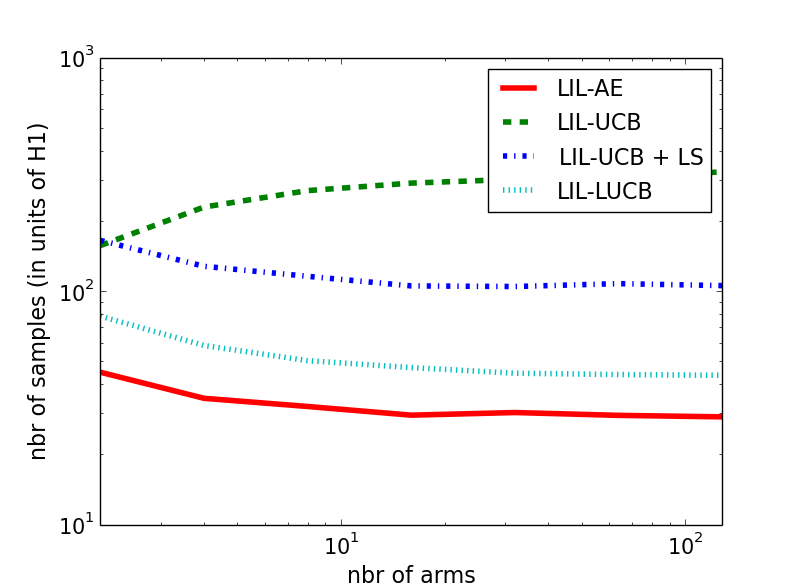 10³
LIL-AE
LIL-UCB
LIL-UCB + LS
LIL-LUCB
nbr of samples (in units of H1)
10²
10¹
10¹
10²
nbr of arms